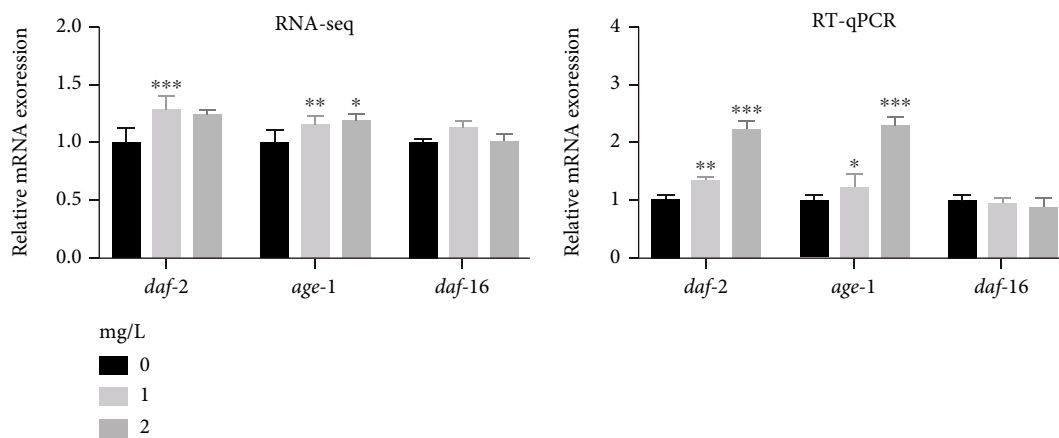 RNA-seq
Relative mRNA exoression
2.0
1.5
1.0
0.5
0.0
***
**
*
daf-2
age-1
daf-16
RT-qPCR
Relative mRNA exoression
4
3
2
1
0
**
***
*
***
daf-2
age-1
daf-16
mg/L
0
1
2